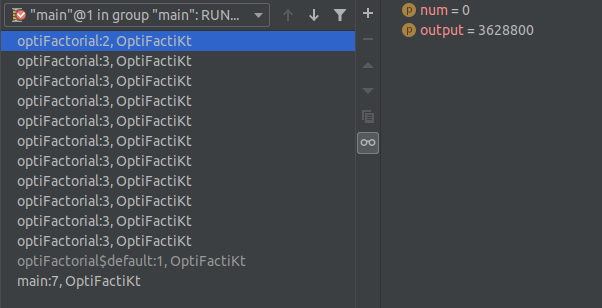 "main"@1 in group "main": RUN...
optiFactorial:2, OptiFactiKt
optiFactorial:3, OptiFactiKt
optiFactorial:3, OptiFactiKt
optiFactorial:3, OptiFactiKt
optiFactorial:3, OptiFactiKt
optiFactorial:3, OptiFactiKt
optiFactorial:3, OptiFactiKt
optiFactorial:3, OptiFactiKt
optiFactorial:3, OptiFactiKt
optiFactorial:3, OptiFactiKt
optiFactorial:3, OptiFactiKt
optiFactorial$default:1, OptiFactiKt
main:7, OptiFactiKt
p num = 0
p output = 3628800